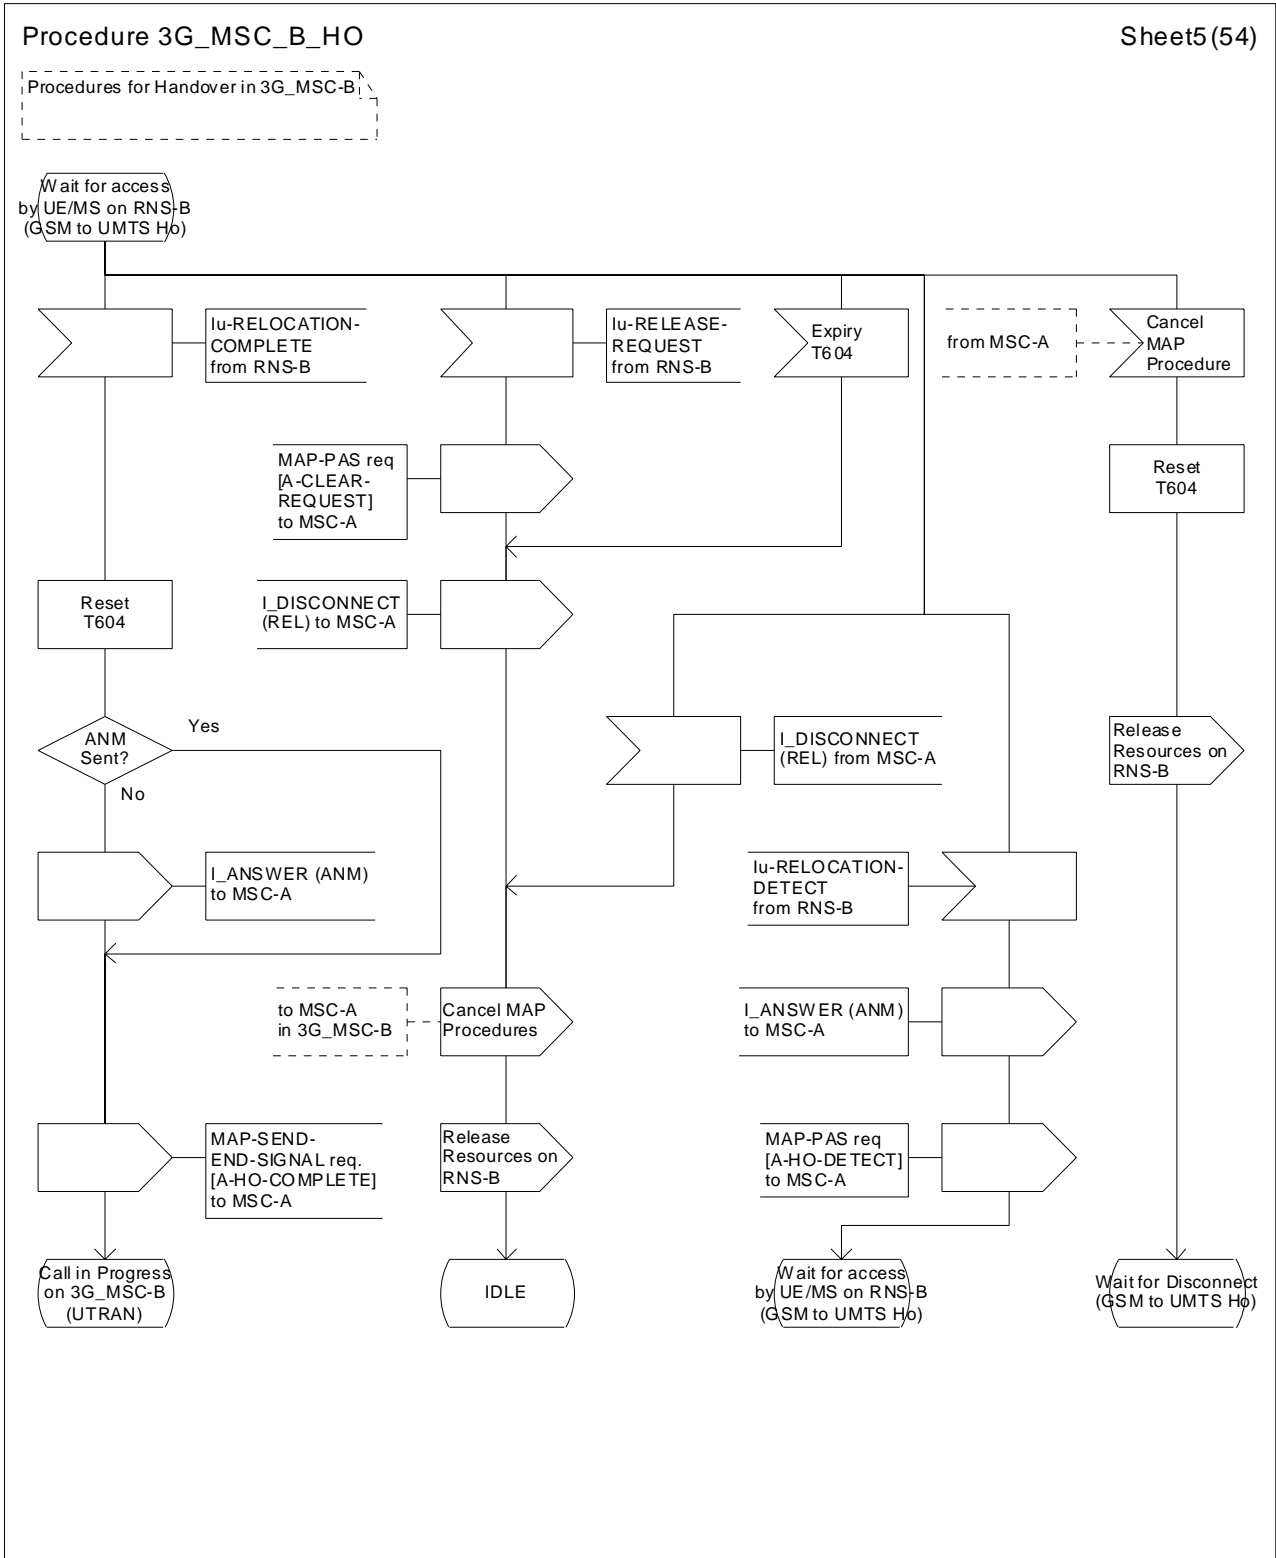 Procedure 3G_MSC_B_HO
Sheet5(54)
Procedures for Handover in 3G_MSC-B
Wait for access
by UE/MS on RNS-B
(GSM to UMTS Ho)
Iu-RELOCATION-
COMPLETE
from RNS-B
Iu-RELEASE-
REQUEST
from RNS-B
Expiry
T604
from MSC-A
Cancel
MAP
Procedure
MAP-PAS req
[A-CLEAR-
REQUEST]
to MSC-A
Reset
T604
Reset
T604
I_DISCONNECT
(REL) to MSC-A
ANM
Sent?
Yes
No
I_DISCONNECT
(REL) from MSC-A
Release
Resources on
RNS-B
I_ANSWER (ANM)
to MSC-A
Iu-RELOCATION-
DETECT
from RNS-B
to MSC-A
in 3G_MSC-B
Cancel MAP
Procedures
I_ANSWER (ANM)
to MSC-A
MAP-SEND-
END-SIGNAL req.
[A-HO-COMPLETE]
to MSC-A
Release
Resources on
RNS-B
MAP-PAS req
[A-HO-DETECT]
to MSC-A
Call in Progress
on 3G_MSC-B
(UTRAN)
IDLE
Wait for access
by UE/MS on RNS-B
(GSM to UMTS Ho)
Wait for Disconnect
(GSM to UMTS Ho)